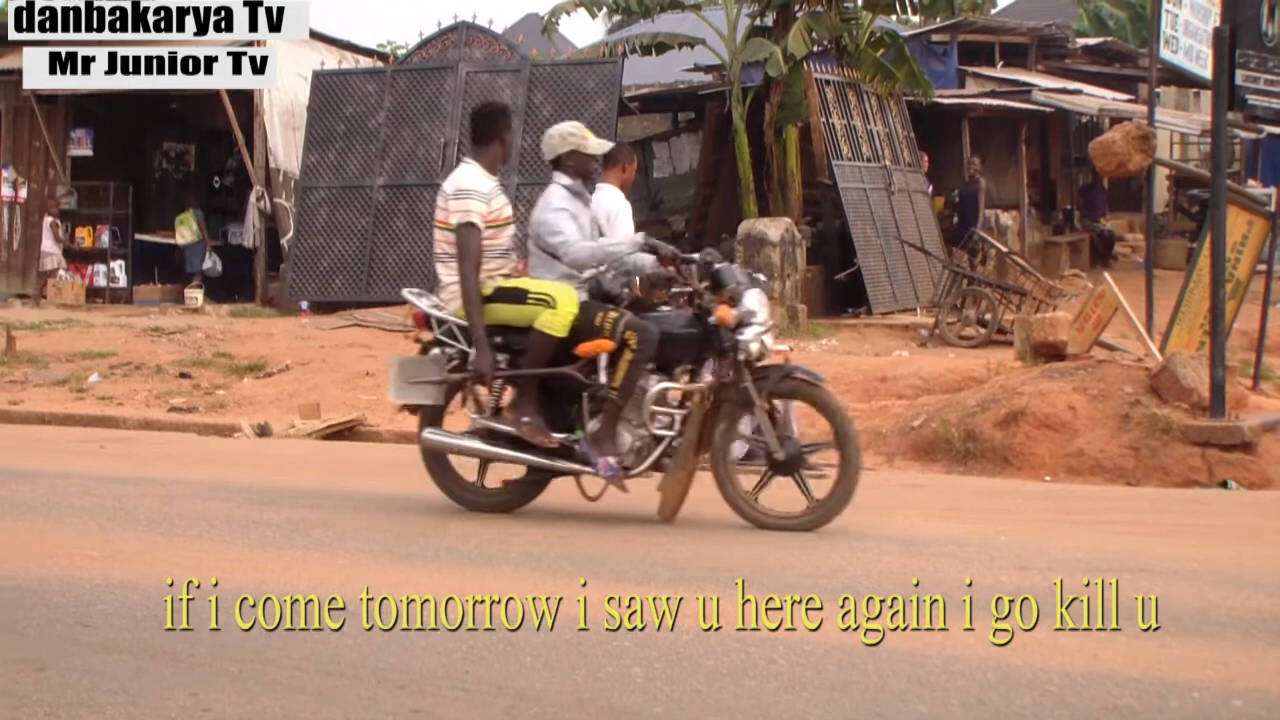 danbakarya Tv
Mr Junior Tv
if i come tomorrow i saw u here again i go kill u